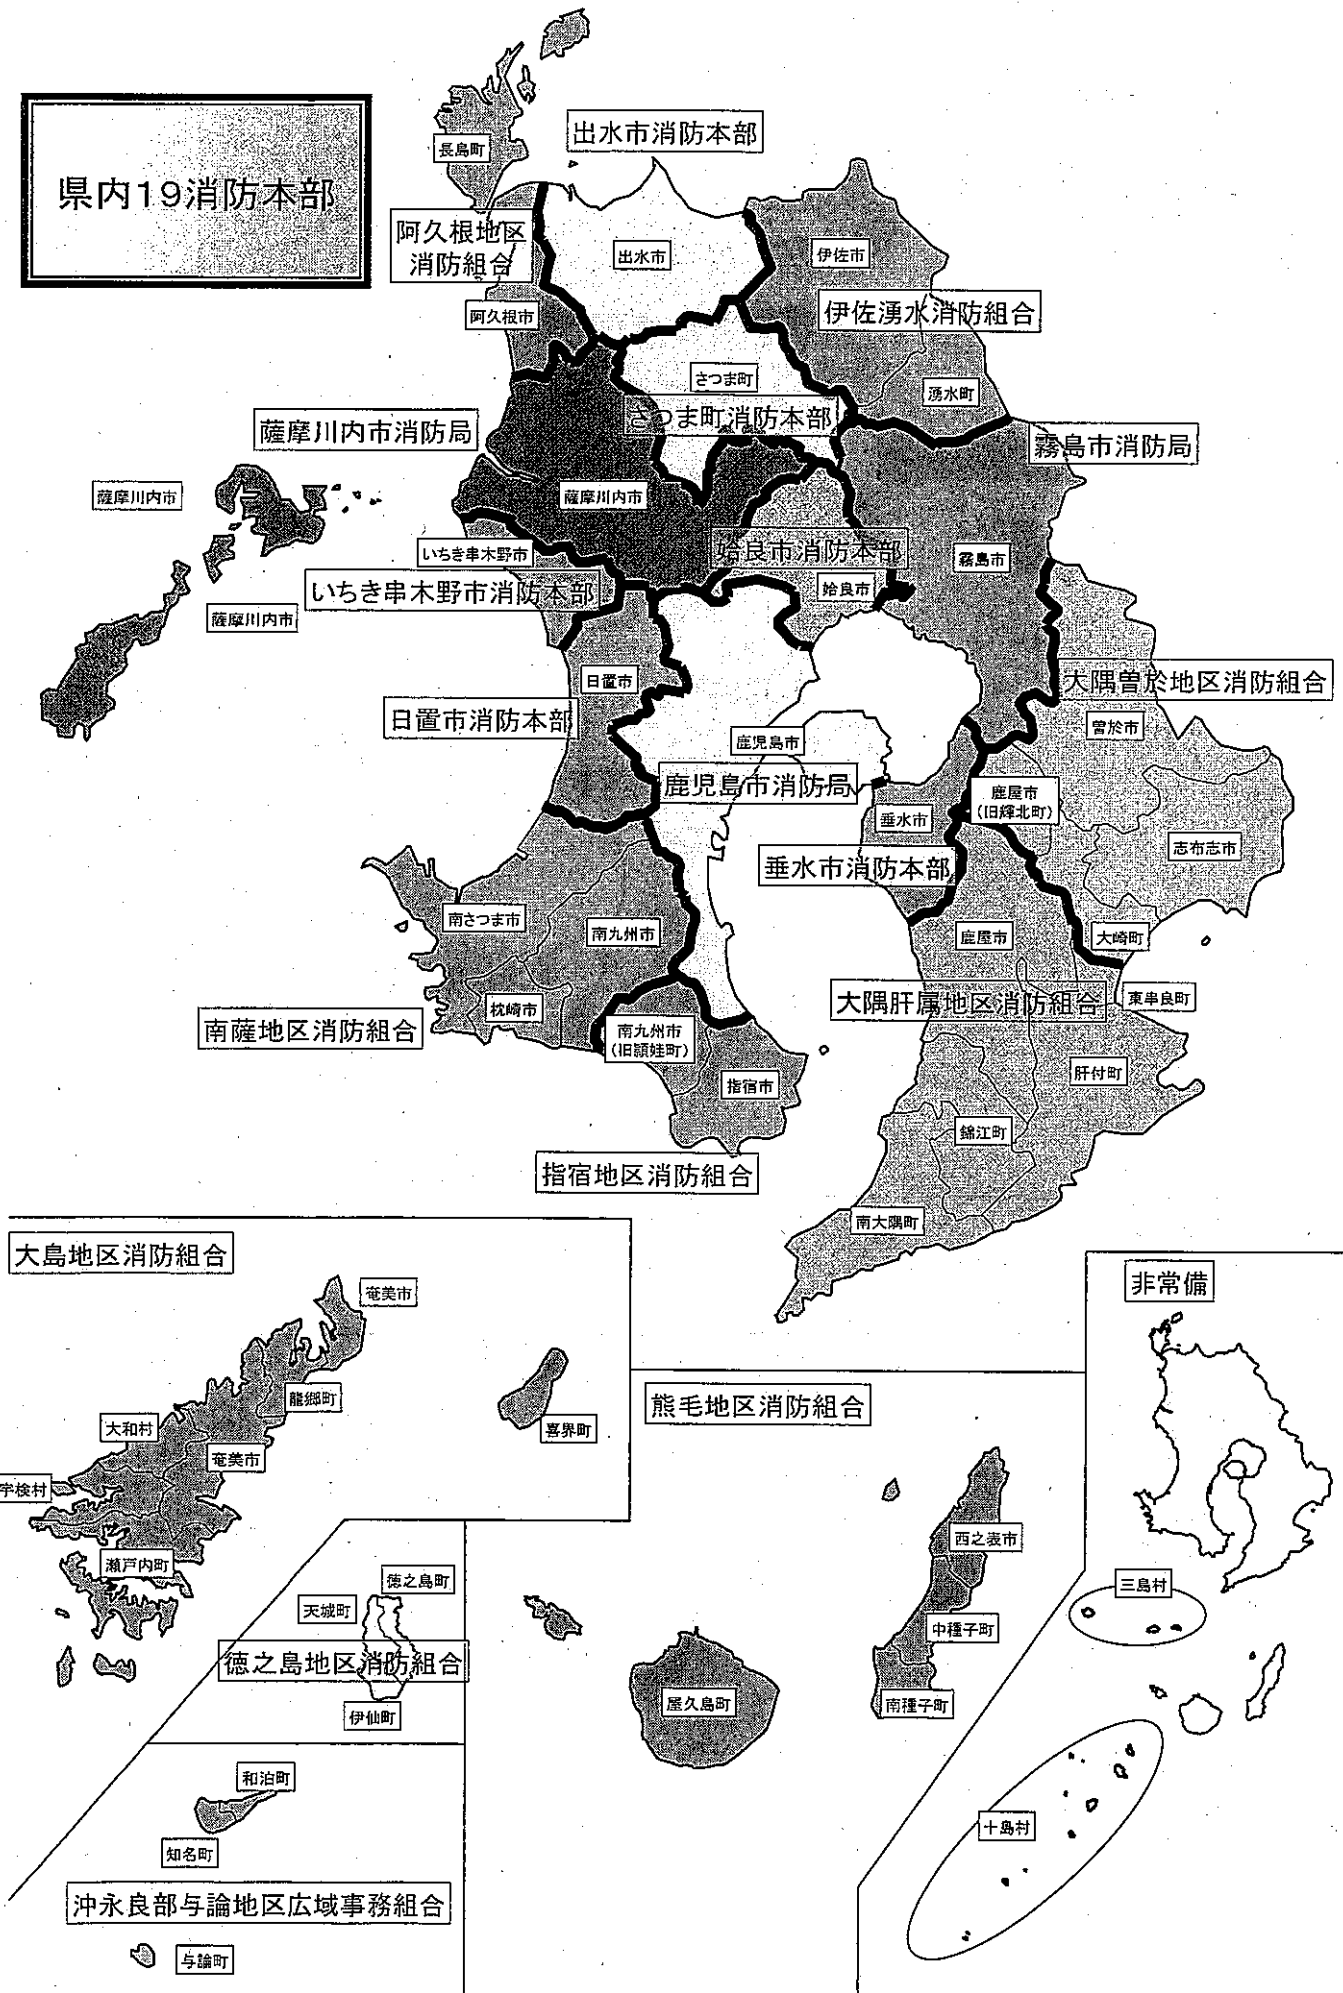 県内19消防本部
長島町
出水市消防本部
阿久根地区
消防組合
出水市
伊佐市
阿久根市
伊佐湧水消防組合
さつま町
湧水町
さつま町消防本部
薩摩川内市消防局
霧島市消防局
薩摩川内市
薩摩川内市
いちき串木野市
姶良市消防本部
霧島市
いちき串木野市消防本部
姶良市
薩摩川内市
日置市
大隅曽於地区消防組合
日置市消防本部
曽於市
鹿児島市
鹿児島市消防局
鹿屋市
(旧輝北町)
垂水市
志布志市
垂水市消防本部
南さつま市
南九州市
鹿屋市
大崎町
枕崎市
大隅肝属地区消防組合
東串良町
南薩地区消防組合
南九州市
(旧頴娃町)
指宿市
肝付町
錦江町
指宿地区消防組合
南大隅町
大島地区消防組合
奄美市
龍郷町
大和村
奄美市
喜界町
宇検村
瀬戸内町
熊毛地区消防組合
西之表市
中種子町
屋久島町
南種子町
非常備
三島村
十島村
徳之島町
天城町
徳之島地区消防組合
伊仙町
和泊町
知名町
沖永良部与論地区広域事務組合
与論町